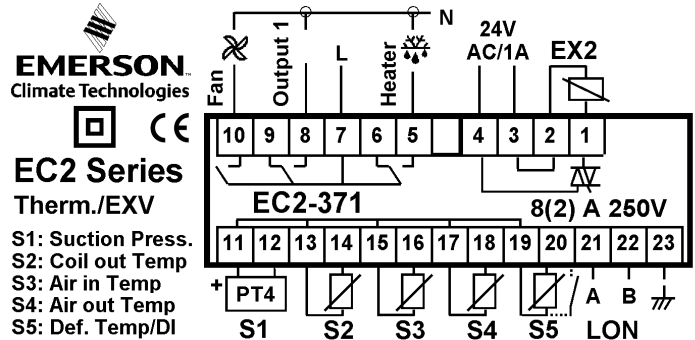 EMERSON™
Climate Technologies
CE
EC2 Series
Therm./EXV
S1: Suction Press.
S2: Coil out Temp
S3: Air in Temp
S4: Air out Temp
S5: Def. Temp/DI
N
Fan
Output 1
L
Heater
24V
AC/1A
EX2
10 9 8 7 6 5 4 3 2 1
EC2-371
8(2) A 250V
11 12 13 14 15 16 17 18 19 20 21 22 23
+ PT4
A B
S1 S2 S3 S4 S5 LON